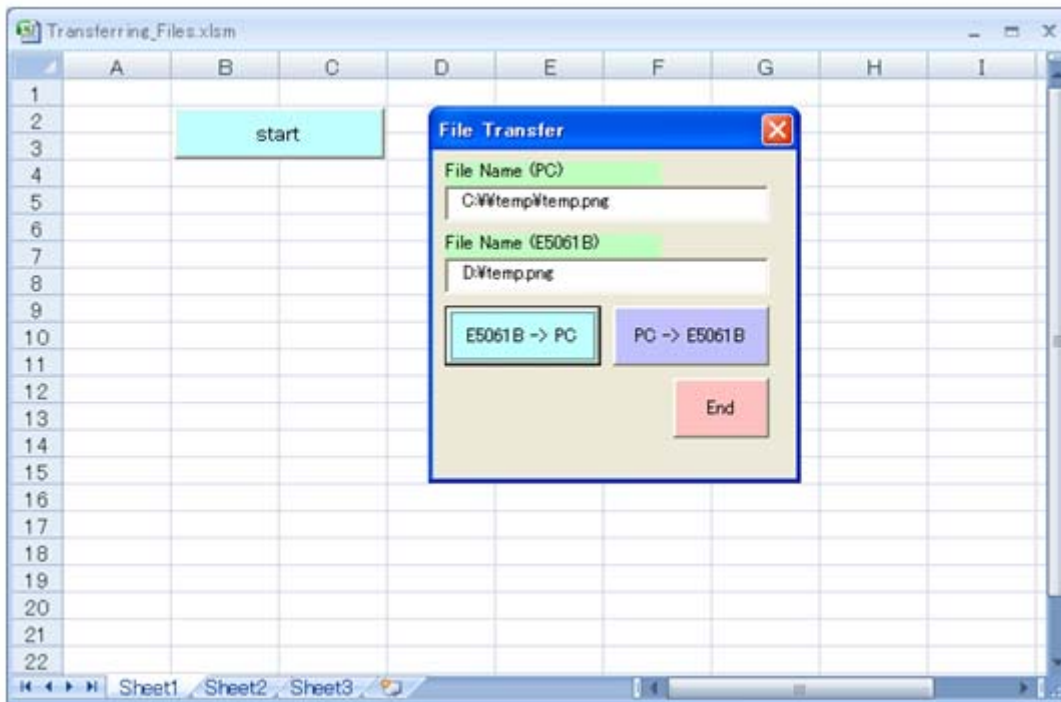 Transferring_Files.xlsm
A B C D E F G H I
1
2
3
4
5
6
7
8
9
10
11
12
13
14
15
16
17
18
19
20
21
22
start
File Transfer
File Name (PC)
C:¥¥temp¥temp.png
File Name (E5061B)
D:¥temp.png
E5061B -> PC
PC -> E5061B
End
Sheet1 Sheet2 Sheet3